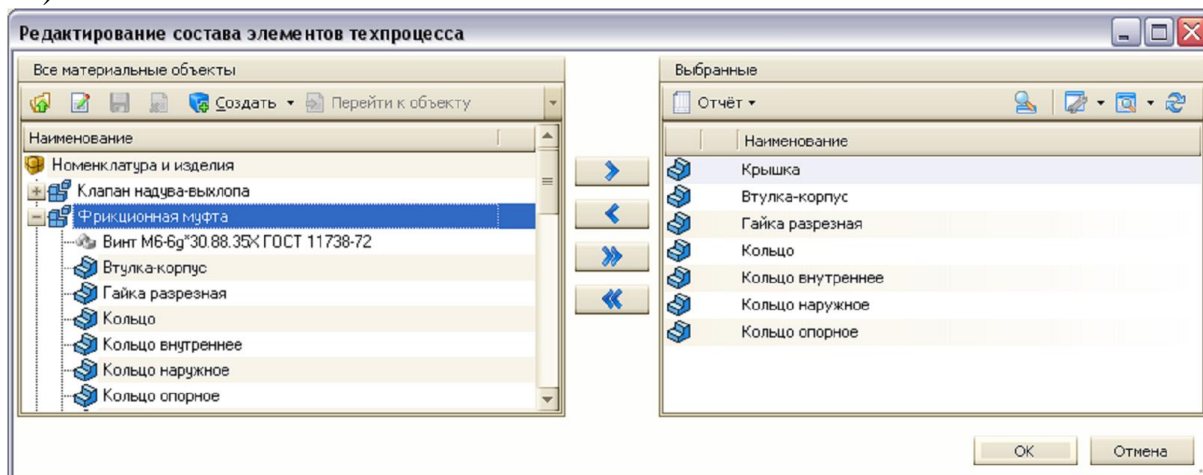 Редактирование состава элементов техпроцесса
Все материальные объекты
Создать Перейти к объекту
Наименование
Номенклатура и изделия
Клапан надува-выхлопа
Фрикционная муфта
Винт М6-6g*30.88.35Х ГОСТ 11738-72
Втулка-корпус
Гайка разрезная
Кольцо
Кольцо внутреннее
Кольцо наружное
Кольцо опорное
Выбранные
Отчёт
Наименование
Крышка
Втулка-корпус
Гайка разрезная
Кольцо
Кольцо внутреннее
Кольцо наружное
Кольцо опорное
ОК Отмена